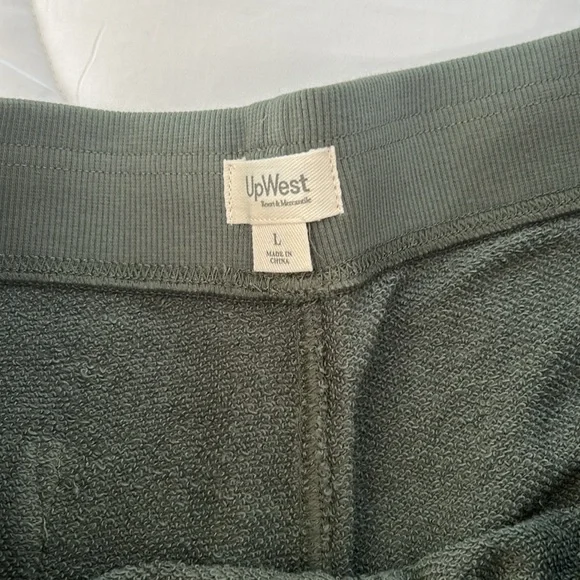 UpWest
Resort & Mercantile
L
MADE IN
CHINA